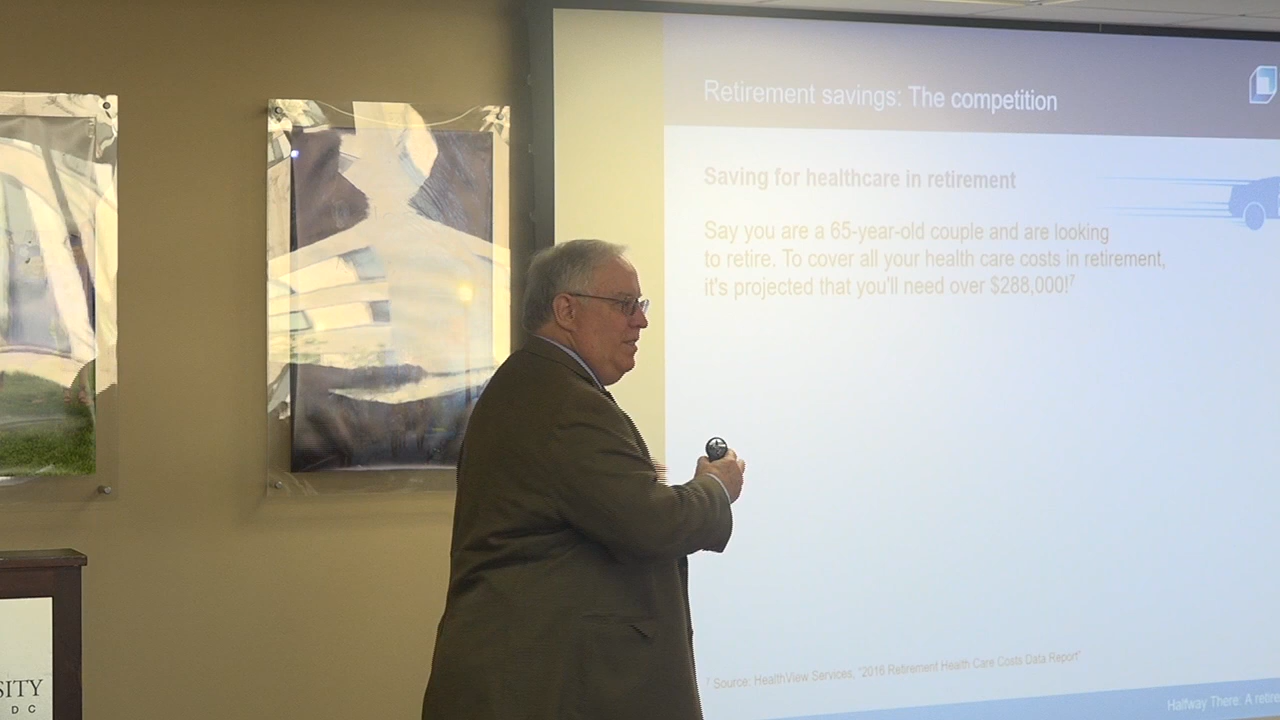 Retirement savings: The competition
Saving for healthcare in retirement
Say you are a 65-year-old couple and are looking
to retire. To cover all your health care costs in retirement,
it's projected that you'll need over $288,000!⁷
⁷ Source: HealthView Services, "2016 Retirement Health Care Costs Data Report"
Halfway There: A retire
SITY
DC